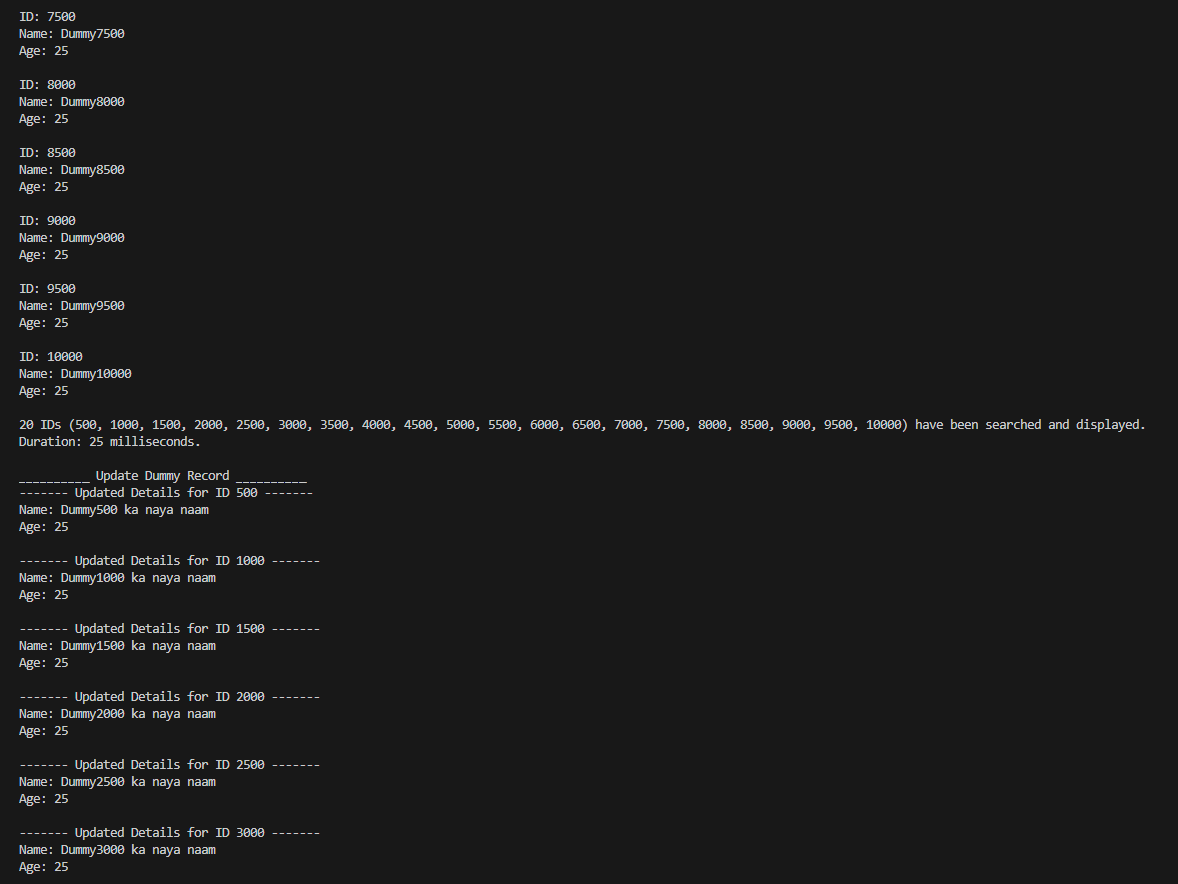 ID: 7500
Name: Dummy7500
Age: 25
ID: 8000
Name: Dummy8000
Age: 25
ID: 8500
Name: Dummy8500
Age: 25
ID: 9000
Name: Dummy9000
Age: 25
ID: 9500
Name: Dummy9500
Age: 25
ID: 10000
Name: Dummy10000
Age: 25
20 IDs (500, 1000, 1500, 2000, 2500, 3000, 3500, 4000, 4500, 5000, 5500, 6000, 6500, 7000, 7500, 8000, 8500, 9000, 9500, 10000) have been searched and displayed.
Duration: 25 milliseconds.
__________ Update Dummy Record __________
------- Updated Details for ID 500 -------
Name: Dummy500 ka naya naam
Age: 25
------- Updated Details for ID 1000 -------
Name: Dummy1000 ka naya naam
Age: 25
------- Updated Details for ID 1500 -------
Name: Dummy1500 ka naya naam
Age: 25
------- Updated Details for ID 2000 -------
Name: Dummy2000 ka naya naam
Age: 25
------- Updated Details for ID 2500 -------
Name: Dummy2500 ka naya naam
Age: 25
------- Updated Details for ID 3000 -------
Name: Dummy3000 ka naya naam
Age: 25